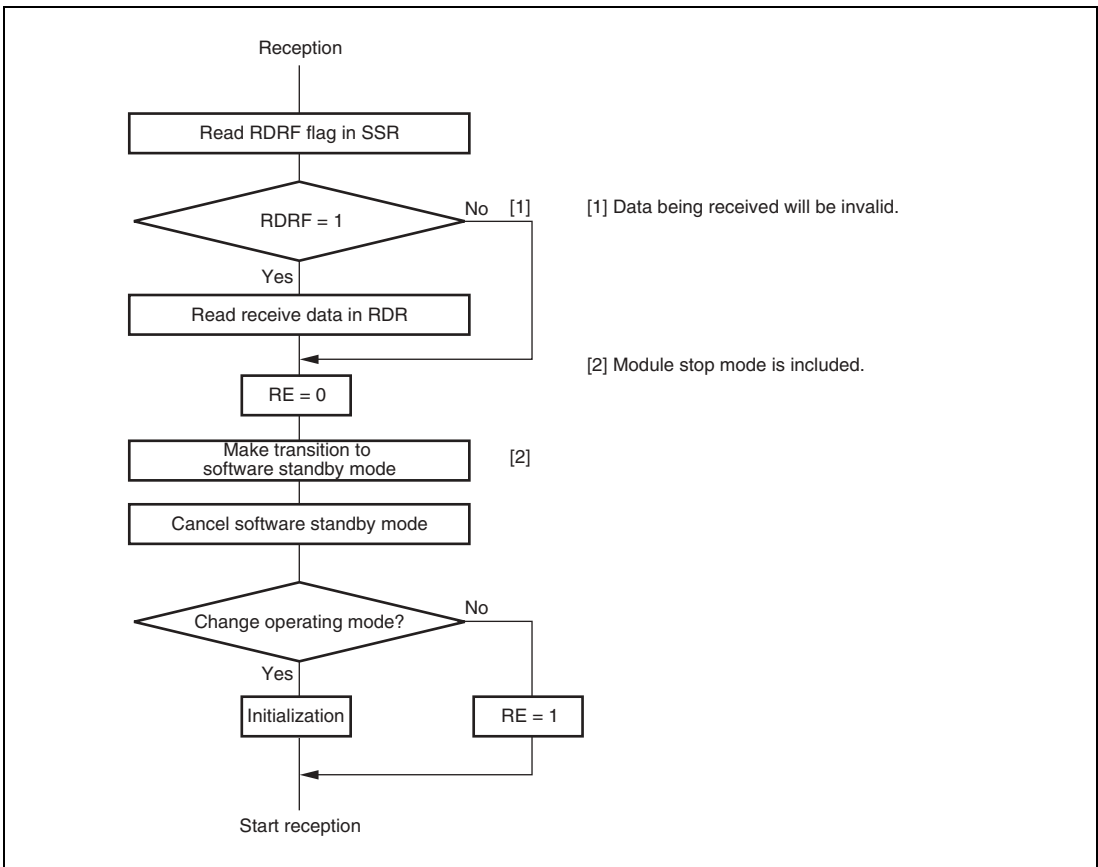 Reception
Read RDRF flag in SSR
RDRF = 1
No [1]
[1] Data being received will be invalid.
Yes
Read receive data in RDR
[2] Module stop mode is included.
RE = 0
Make transition to
software standby mode
[2]
Cancel software standby mode
Change operating mode?
No
Yes
Initialization
RE = 1
Start reception